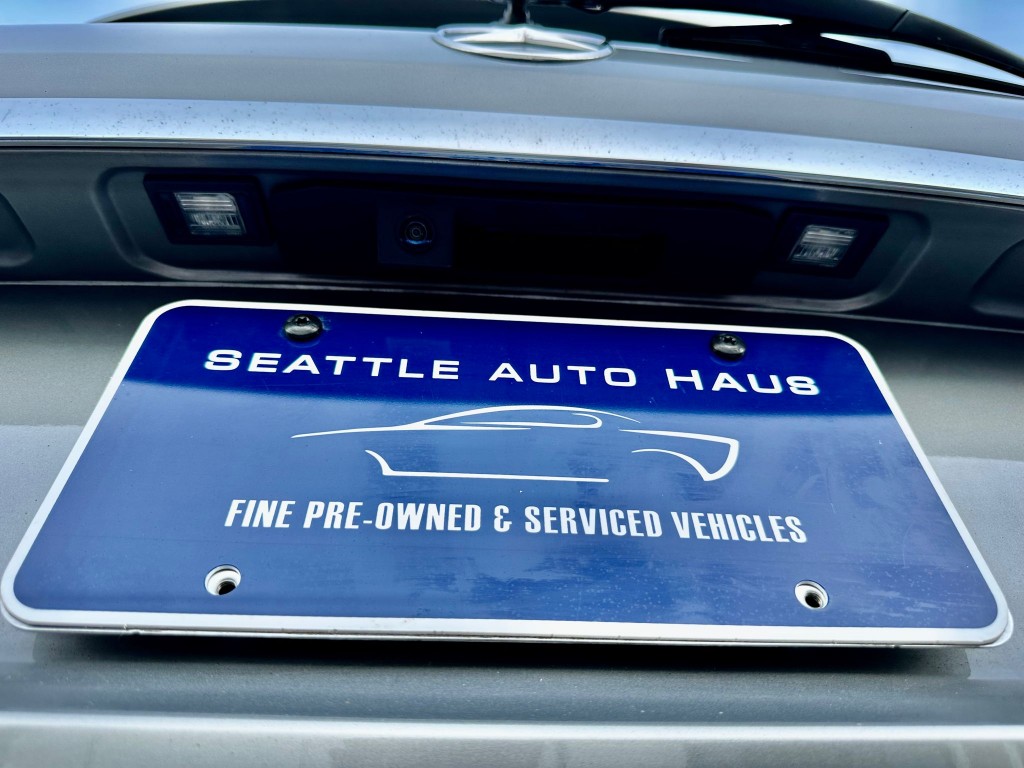 SEATTLE AUTO HAUS
FINE PRE-OWNED & SERVICED VEHICLES